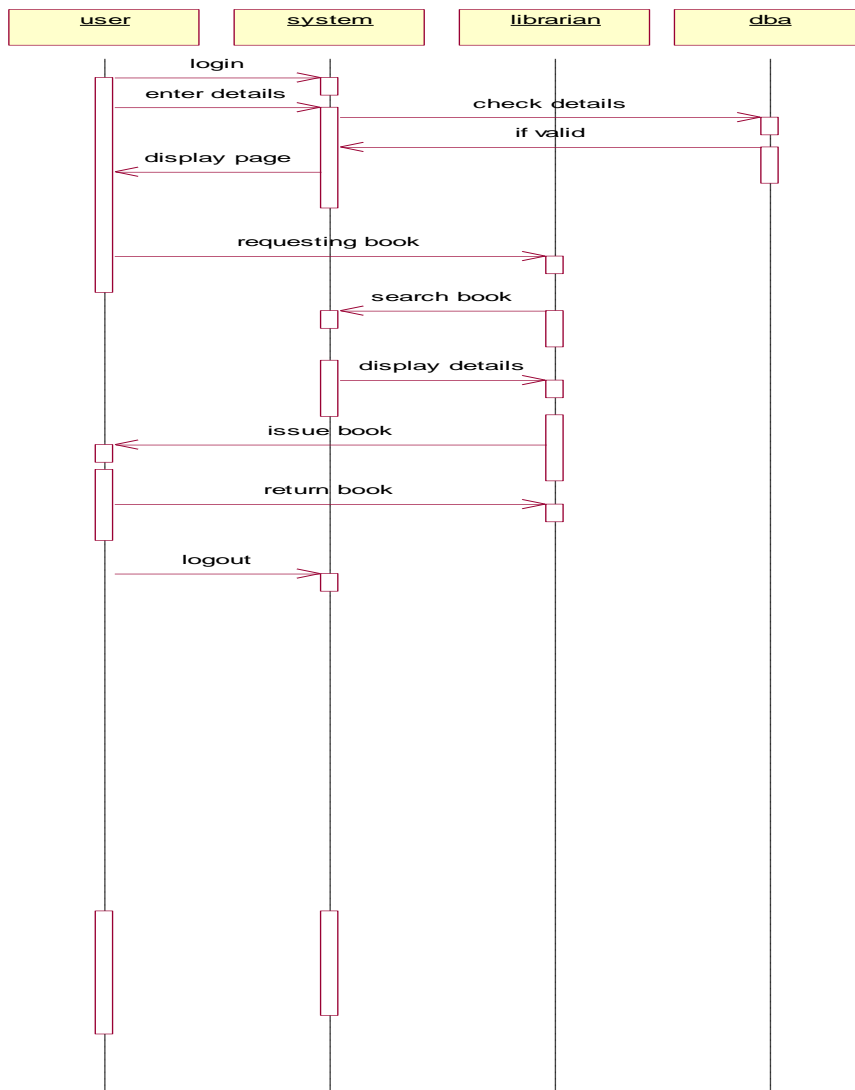 user
system
librarian
dba
login
enter details
check details
if valid
display page
requesting book
search book
display details
issue book
return book
logout